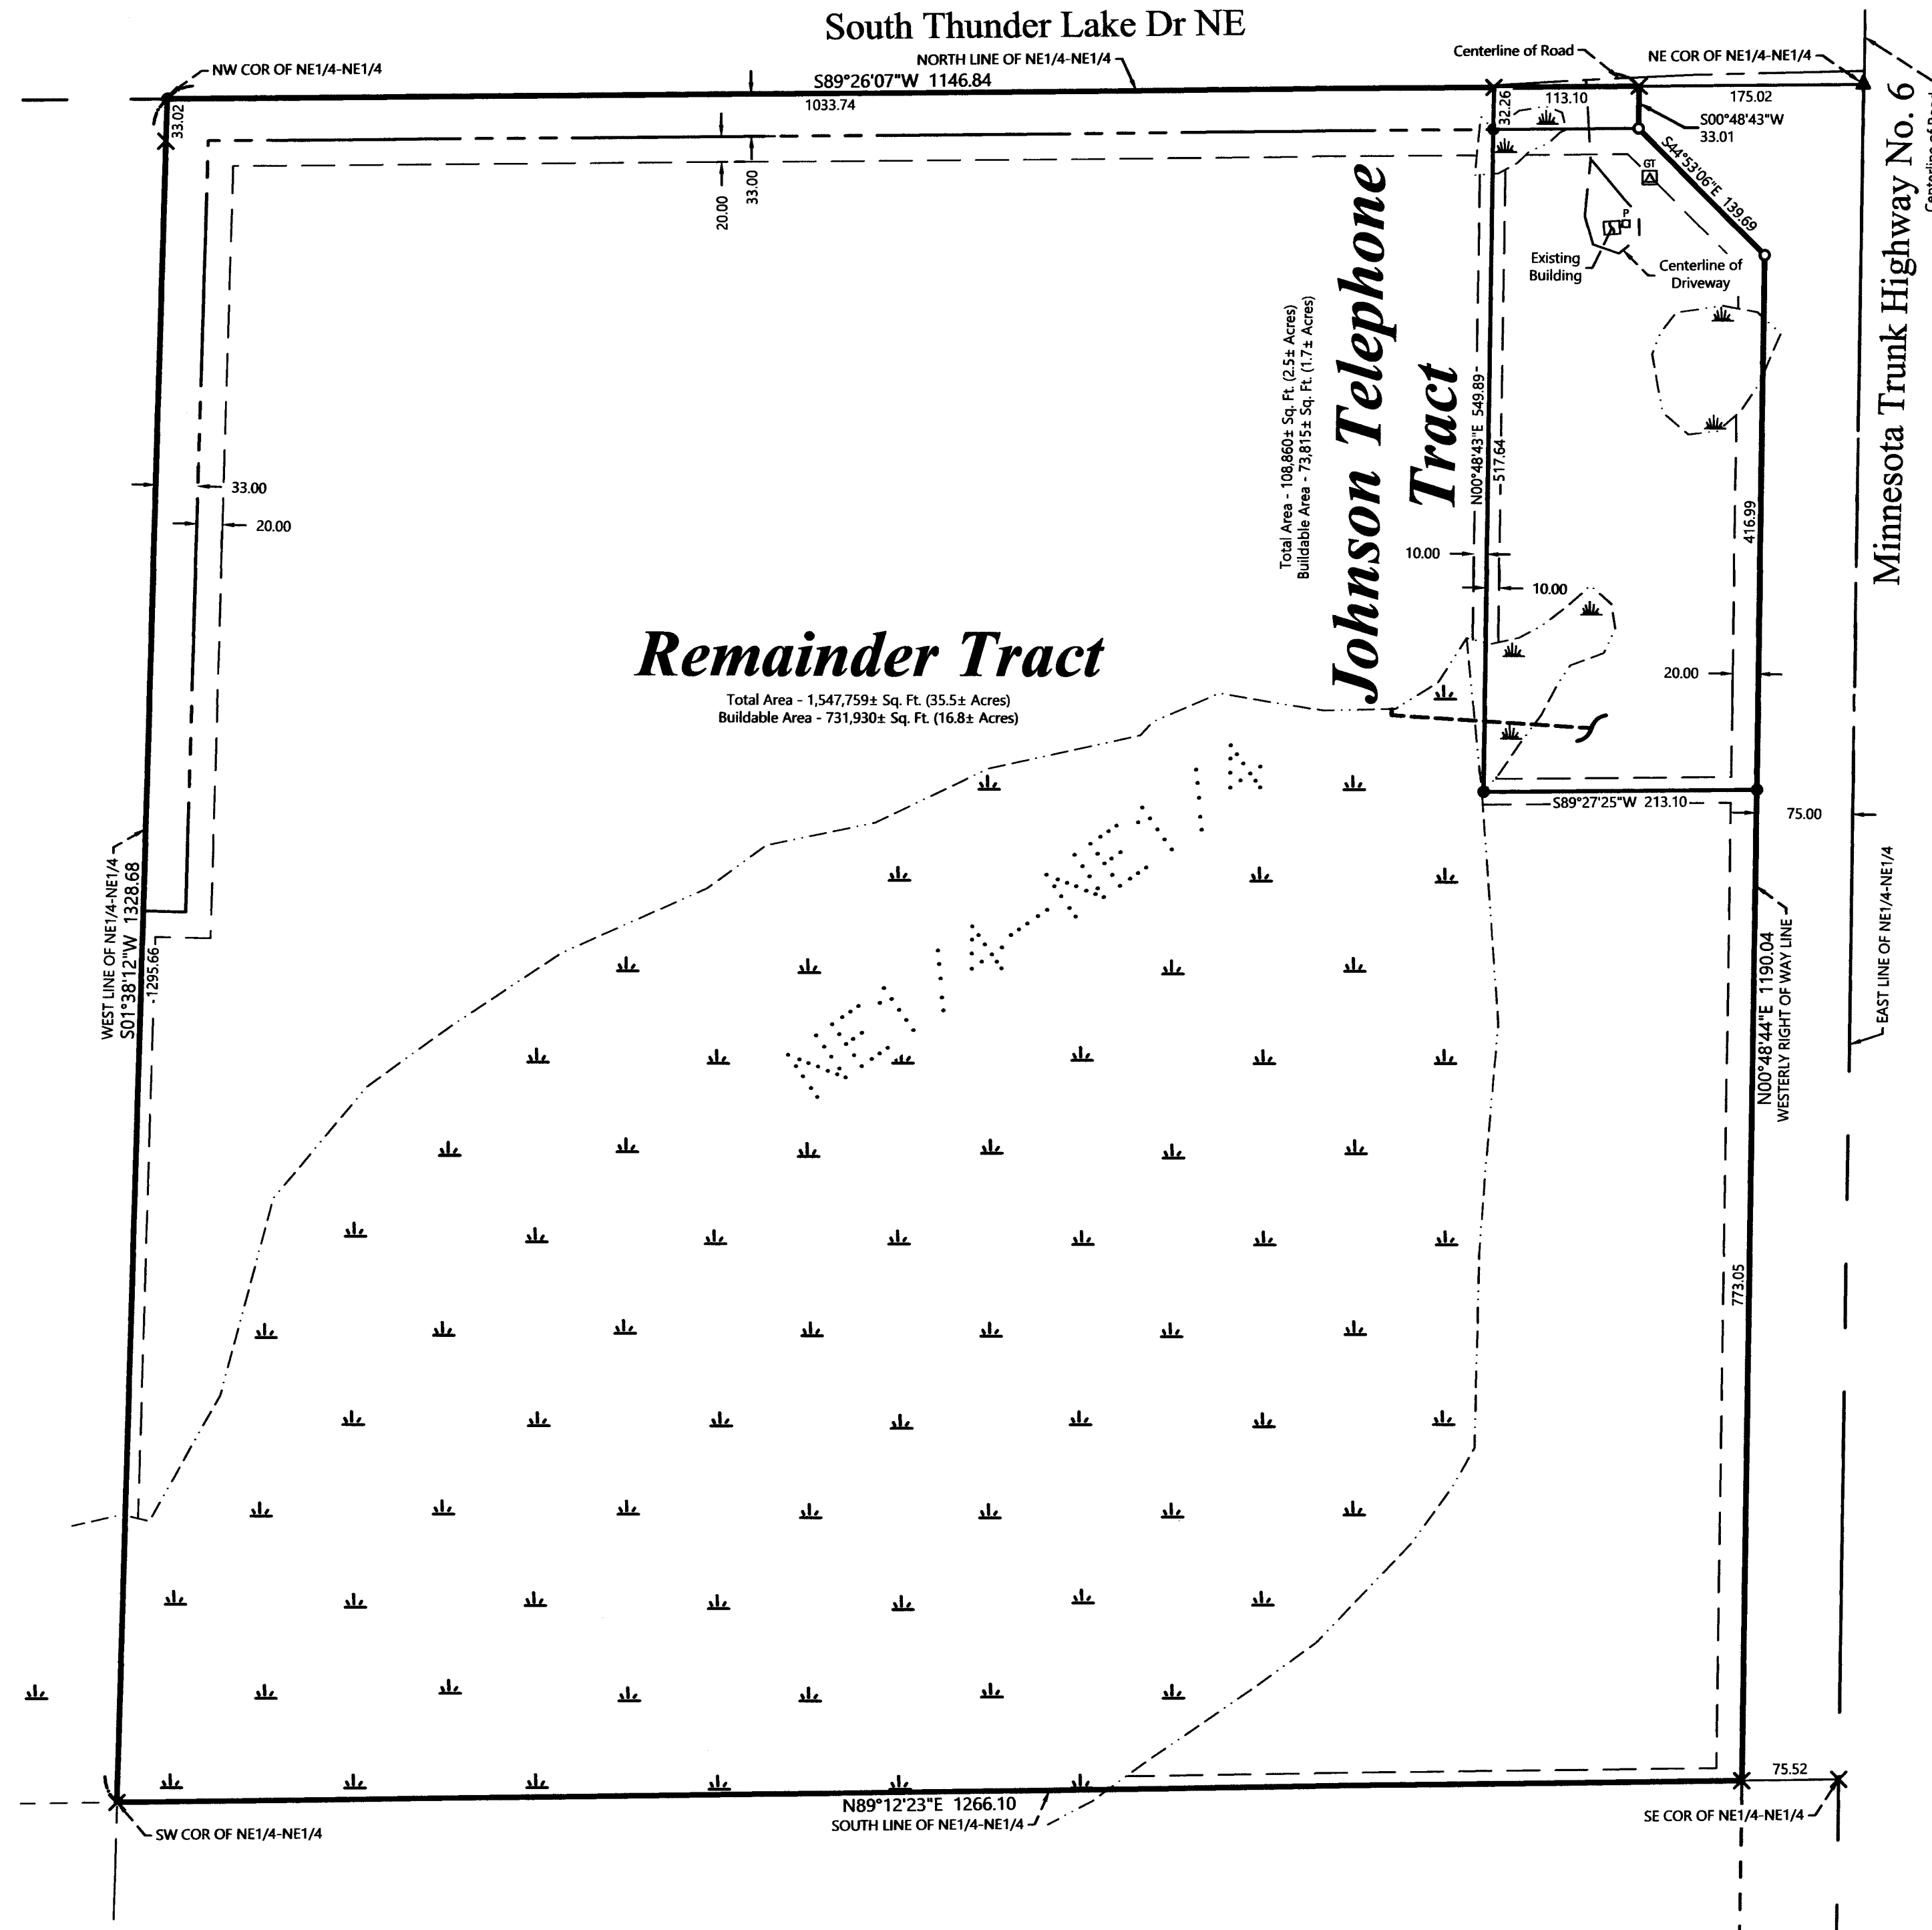 South Thunder Lake Dr NE
NW COR OF NE1/4-NE1/4
NORTH LINE OF NE1/4-NE1/4
Centerline of Road
NE COR OF NE1/4-NE1/4
S89°26'07"W 1146.84
1033.74
113.10
175.02
33.02
32.26
S00°48'43"W
33.01
Minnesota Trunk Highway No. 6
S44°53'06"E 139.69
GT
P
20.00
33.00
Existing
Building
Centerline of
Driveway
Johnson Telephone
Tract
Total Area - 108,860± Sq. Ft. (2.5± Acres)
Buildable Area - 73,815± Sq. Ft. (1.7± Acres)
N00°48'43"E 549.89
517.64
416.99
33.00
20.00
10.00
10.00
20.00
Remainder Tract
Total Area - 1,547,759± Sq. Ft. (35.5± Acres)
Buildable Area - 731,930± Sq. Ft. (16.8± Acres)
S89°27'25"W 213.10
75.00
NE1/4-NE1/4
WEST LINE OF NE1/4-NE1/4
S01°38'12"W 1328.68
1295.66
N00°48'44"E 1190.04
WESTERLY RIGHT OF WAY LINE
EAST LINE OF NE1/4-NE1/4
773.05
75.52
N89°12'23"E 1266.10
SOUTH LINE OF NE1/4-NE1/4
SW COR OF NE1/4-NE1/4
SE COR OF NE1/4-NE1/4